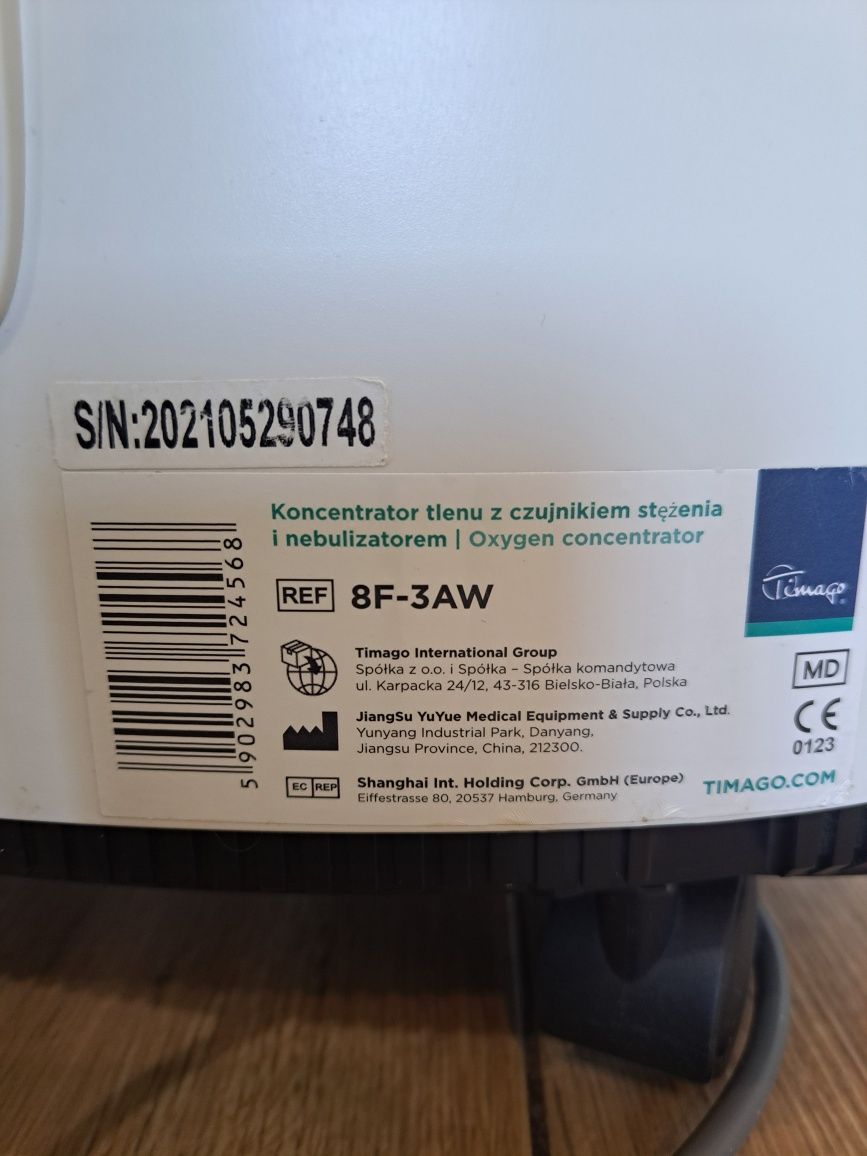 S/N:202105290748
Koncentrator tlenu z czujnikiem stężenia
i nebulizatorem | Oxygen concentrator
REF 8F-3AW
Timago
Timago International Group
Spółka z o.o. i Spółka – Spółka komandytowa
ul. Karpacka 24/12, 43-316 Bielsko-Biała, Polska
MD
JiangSu YuYue Medical Equipment & Supply Co., Ltd.
Yunyang Industrial Park, Danyang,
Jiangsu Province, China, 212300.
CE
0123
EC REP
Shanghai Int. Holding Corp. GmbH (Europe)
Eiffestrasse 80, 20537 Hamburg, Germany
TIMAGO.COM
5 902983 724568